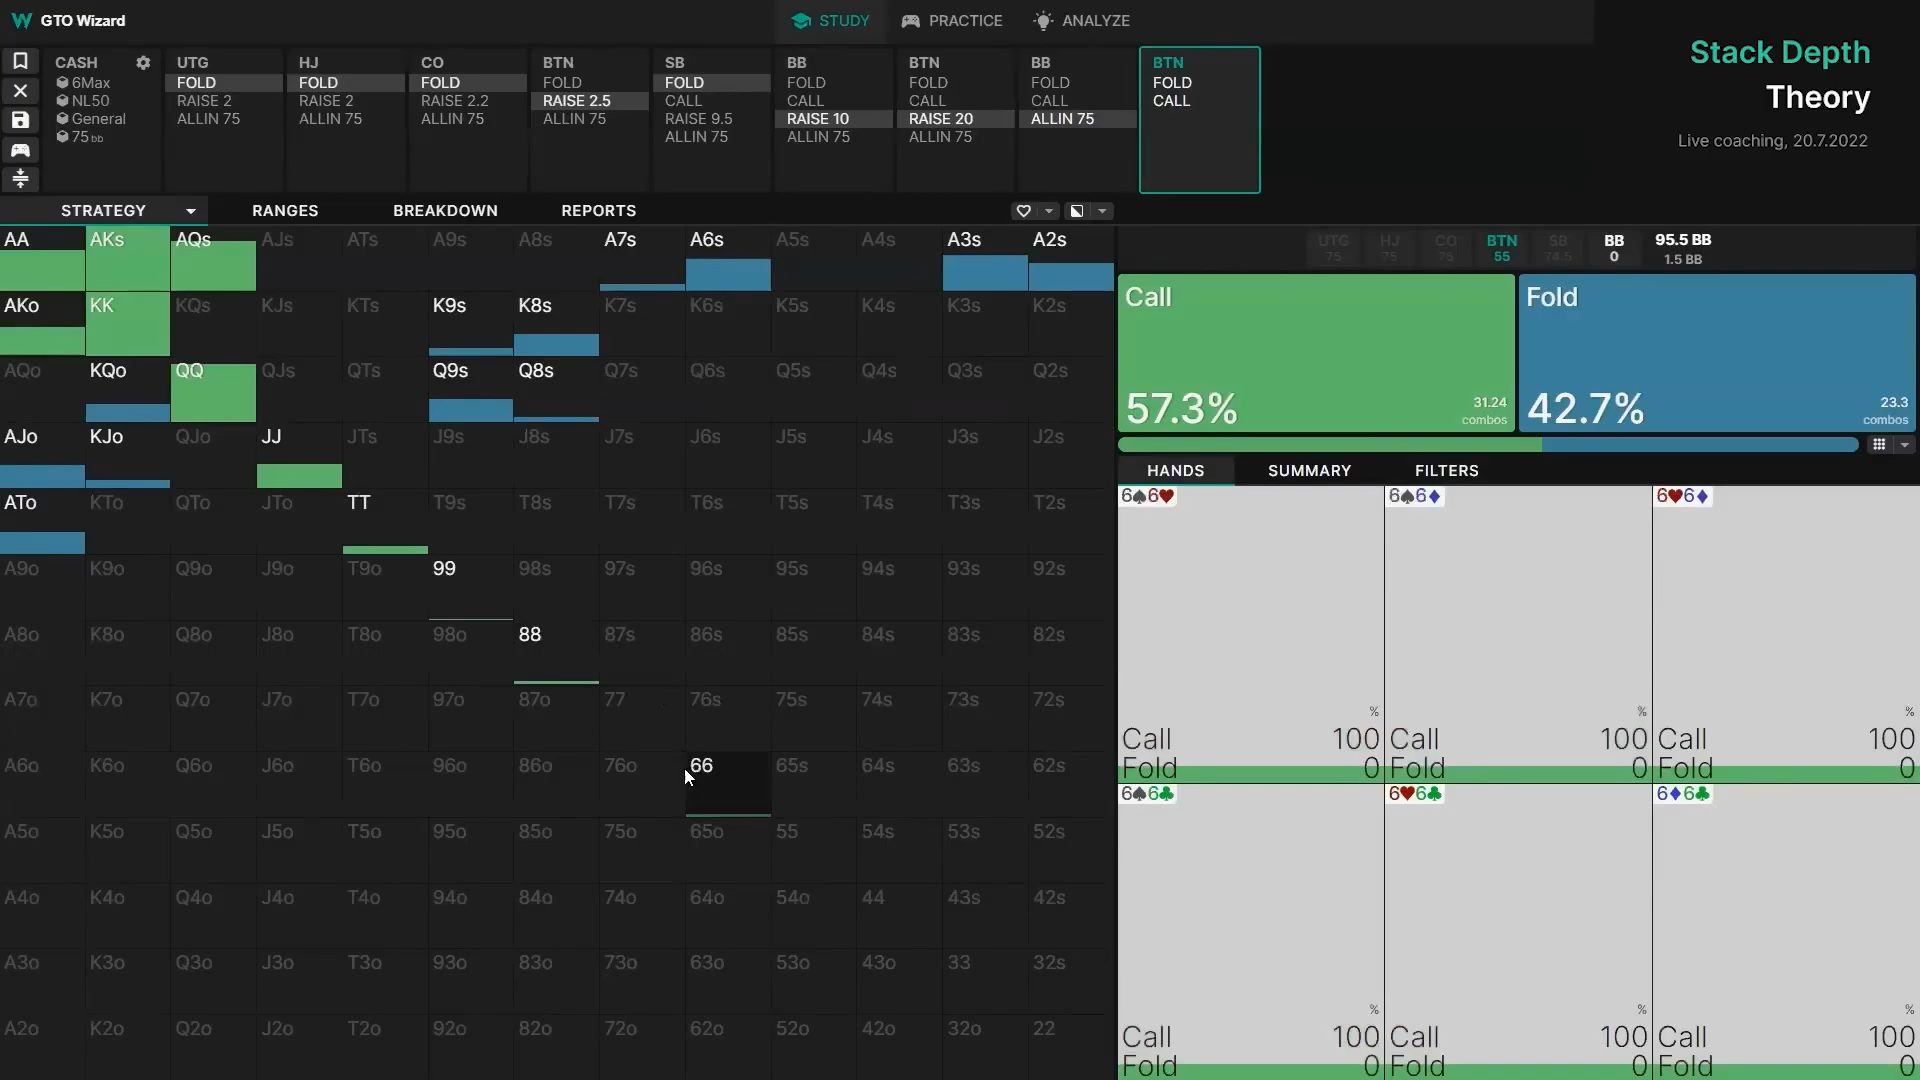 GTO Wizard
STUDY PRACTICE ANALYZE
Stack Depth
Theory
Live coaching, 20.7.2022
CASH
6Max
NL50
General
75 bb
UTG
FOLD
RAISE 2
ALLIN 75
HJ
FOLD
RAISE 2
ALLIN 75
CO
FOLD
RAISE 2.2
ALLIN 75
BTN
FOLD
RAISE 2.5
ALLIN 75
SB
FOLD
CALL
RAISE 9.5
ALLIN 75
BB
FOLD
CALL
RAISE 10
ALLIN 75
BTN
FOLD
CALL
RAISE 20
ALLIN 75
BB
FOLD
CALL
ALLIN 75
BTN
FOLD
CALL
STRATEGY RANGES BREAKDOWN REPORTS
AA AKs AQs AJs ATs A9s A8s A7s A6s A5s A4s A3s A2s
AKo KK KQs KJs KTs K9s K8s K7s K6s K5s K4s K3s K2s
AQo KQo QQ QJs QTs Q9s Q8s Q7s Q6s Q5s Q4s Q3s Q2s
AJo KJo QJo JJ JTs J9s J8s J7s J6s J5s J4s J3s J2s
ATo KTo QTo JTo TT T9s T8s T7s T6s T5s T4s T3s T2s
A9o K9o Q9o J9o T9o 99 98s 97s 96s 95s 94s 93s 92s
A8o K8o Q8o J8o T8o 98o 88 87s 86s 85s 84s 83s 82s
A7o K7o Q7o J7o T7o 97o 87o 77 76s 75s 74s 73s 72s
A6o K6o Q6o J6o T6o 96o 86o 76o 66 65s 64s 63s 62s
A5o K5o Q5o J5o T5o 95o 85o 75o 65o 55 54s 53s 52s
A4o K4o Q4o J4o T4o 94o 84o 74o 64o 54o 44 43s 42s
A3o K3o Q3o J3o T3o 93o 83o 73o 63o 53o 43o 33 32s
A2o K2o Q2o J2o T2o 92o 82o 72o 62o 52o 42o 32o 22
UTG HJ CO BTN SB BB 95.5 BB
75 75 75 55 74.5 0 1.5 BB
Call
57.3%
31.24
combos
Fold
42.7%
23.3
combos
HANDS SUMMARY FILTERS
6♠6♥ 6♠6♦ 6♥6♦
% % %
Call 100 Call 100 Call 100
Fold 0 Fold 0 Fold 0
6♠6♣ 6♥6♣ 6♦6♣
% % %
Call 100 Call 100 Call 100
Fold 0 Fold 0 Fold 0